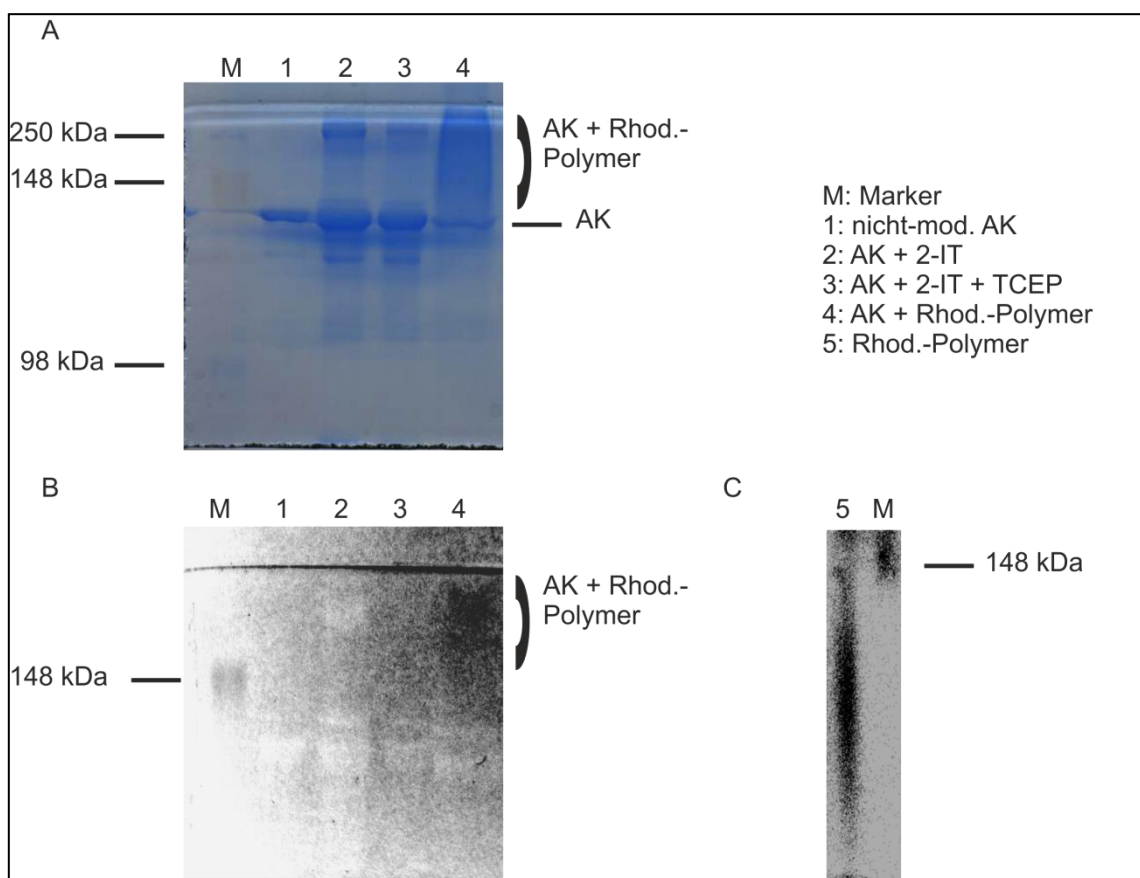 A
M 1 2 3 4
250 kDa
148 kDa
98 kDa
AK + Rhod.-
Polymer
AK
M: Marker
1: nicht-mod. AK
2: AK + 2-IT
3: AK + 2-IT + TCEP
4: AK + Rhod.-Polymer
5: Rhod.-Polymer
B
M 1 2 3 4
148 kDa
AK + Rhod.-
Polymer
C
5 M
148 kDa